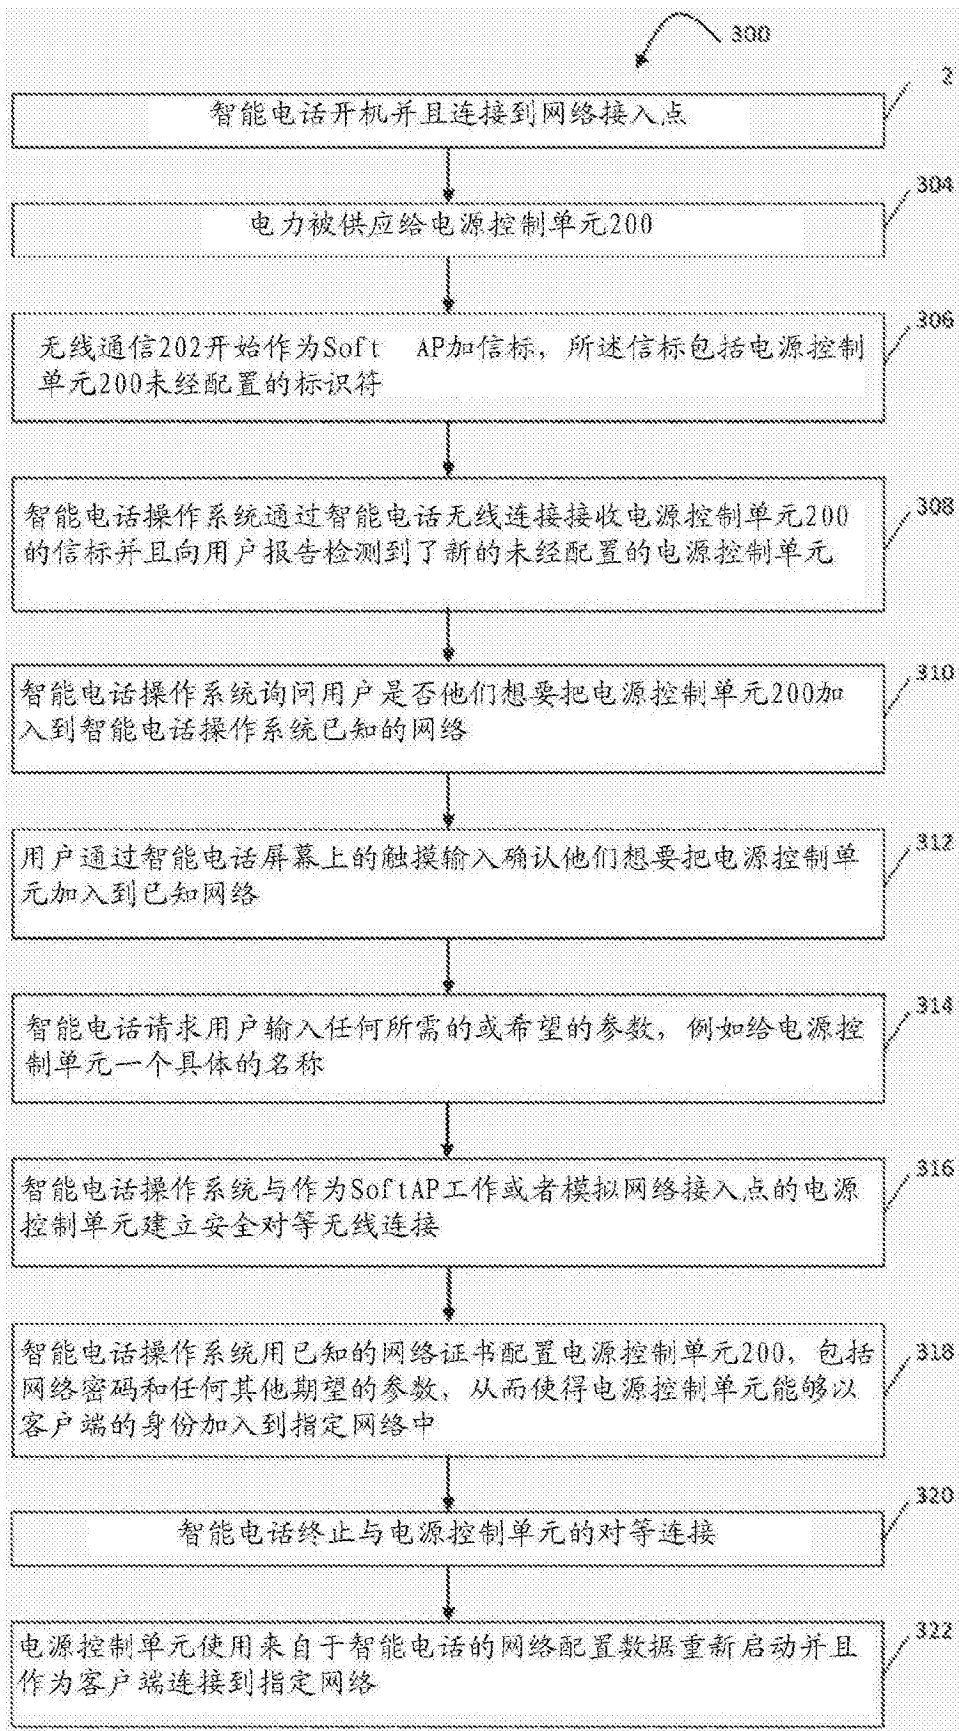 300
2
智能电话开机并且连接到网络接入点
304
电力被供应给电源控制单元200
306
无线通信202开始作为Soft AP加信标，所述信标包括电源控制
单元200未经配置的标识符
308
智能电话操作系统通过智能电话无线连接接收电源控制单元200
的信标并且向用户报告检测到了新的未经配置的电源控制单元
310
智能电话操作系统询问用户是否他们想要把电源控制单元200加
入到智能电话操作系统已知的网络
312
用户通过智能电话屏幕上的触摸输入确认他们想要把电源控制单
元加入到已知网络
314
智能电话请求用户输入任何所需的或希望的参数，例如给电源控
制单元一个具体的名称
316
智能电话操作系统与作为SoftAP工作或者模拟网络接入点的电源
控制单元建立安全对等无线连接
318
智能电话操作系统用已知的网络证书配置电源控制单元200，包括
网络密码和任何其他期望的参数，从而使得电源控制单元能够以
客户端的身份加入到指定网络中
320
智能电话终止与电源控制单元的对等连接
322
电源控制单元使用来自于智能电话的网络配置数据重新启动并且
作为客户端连接到指定网络